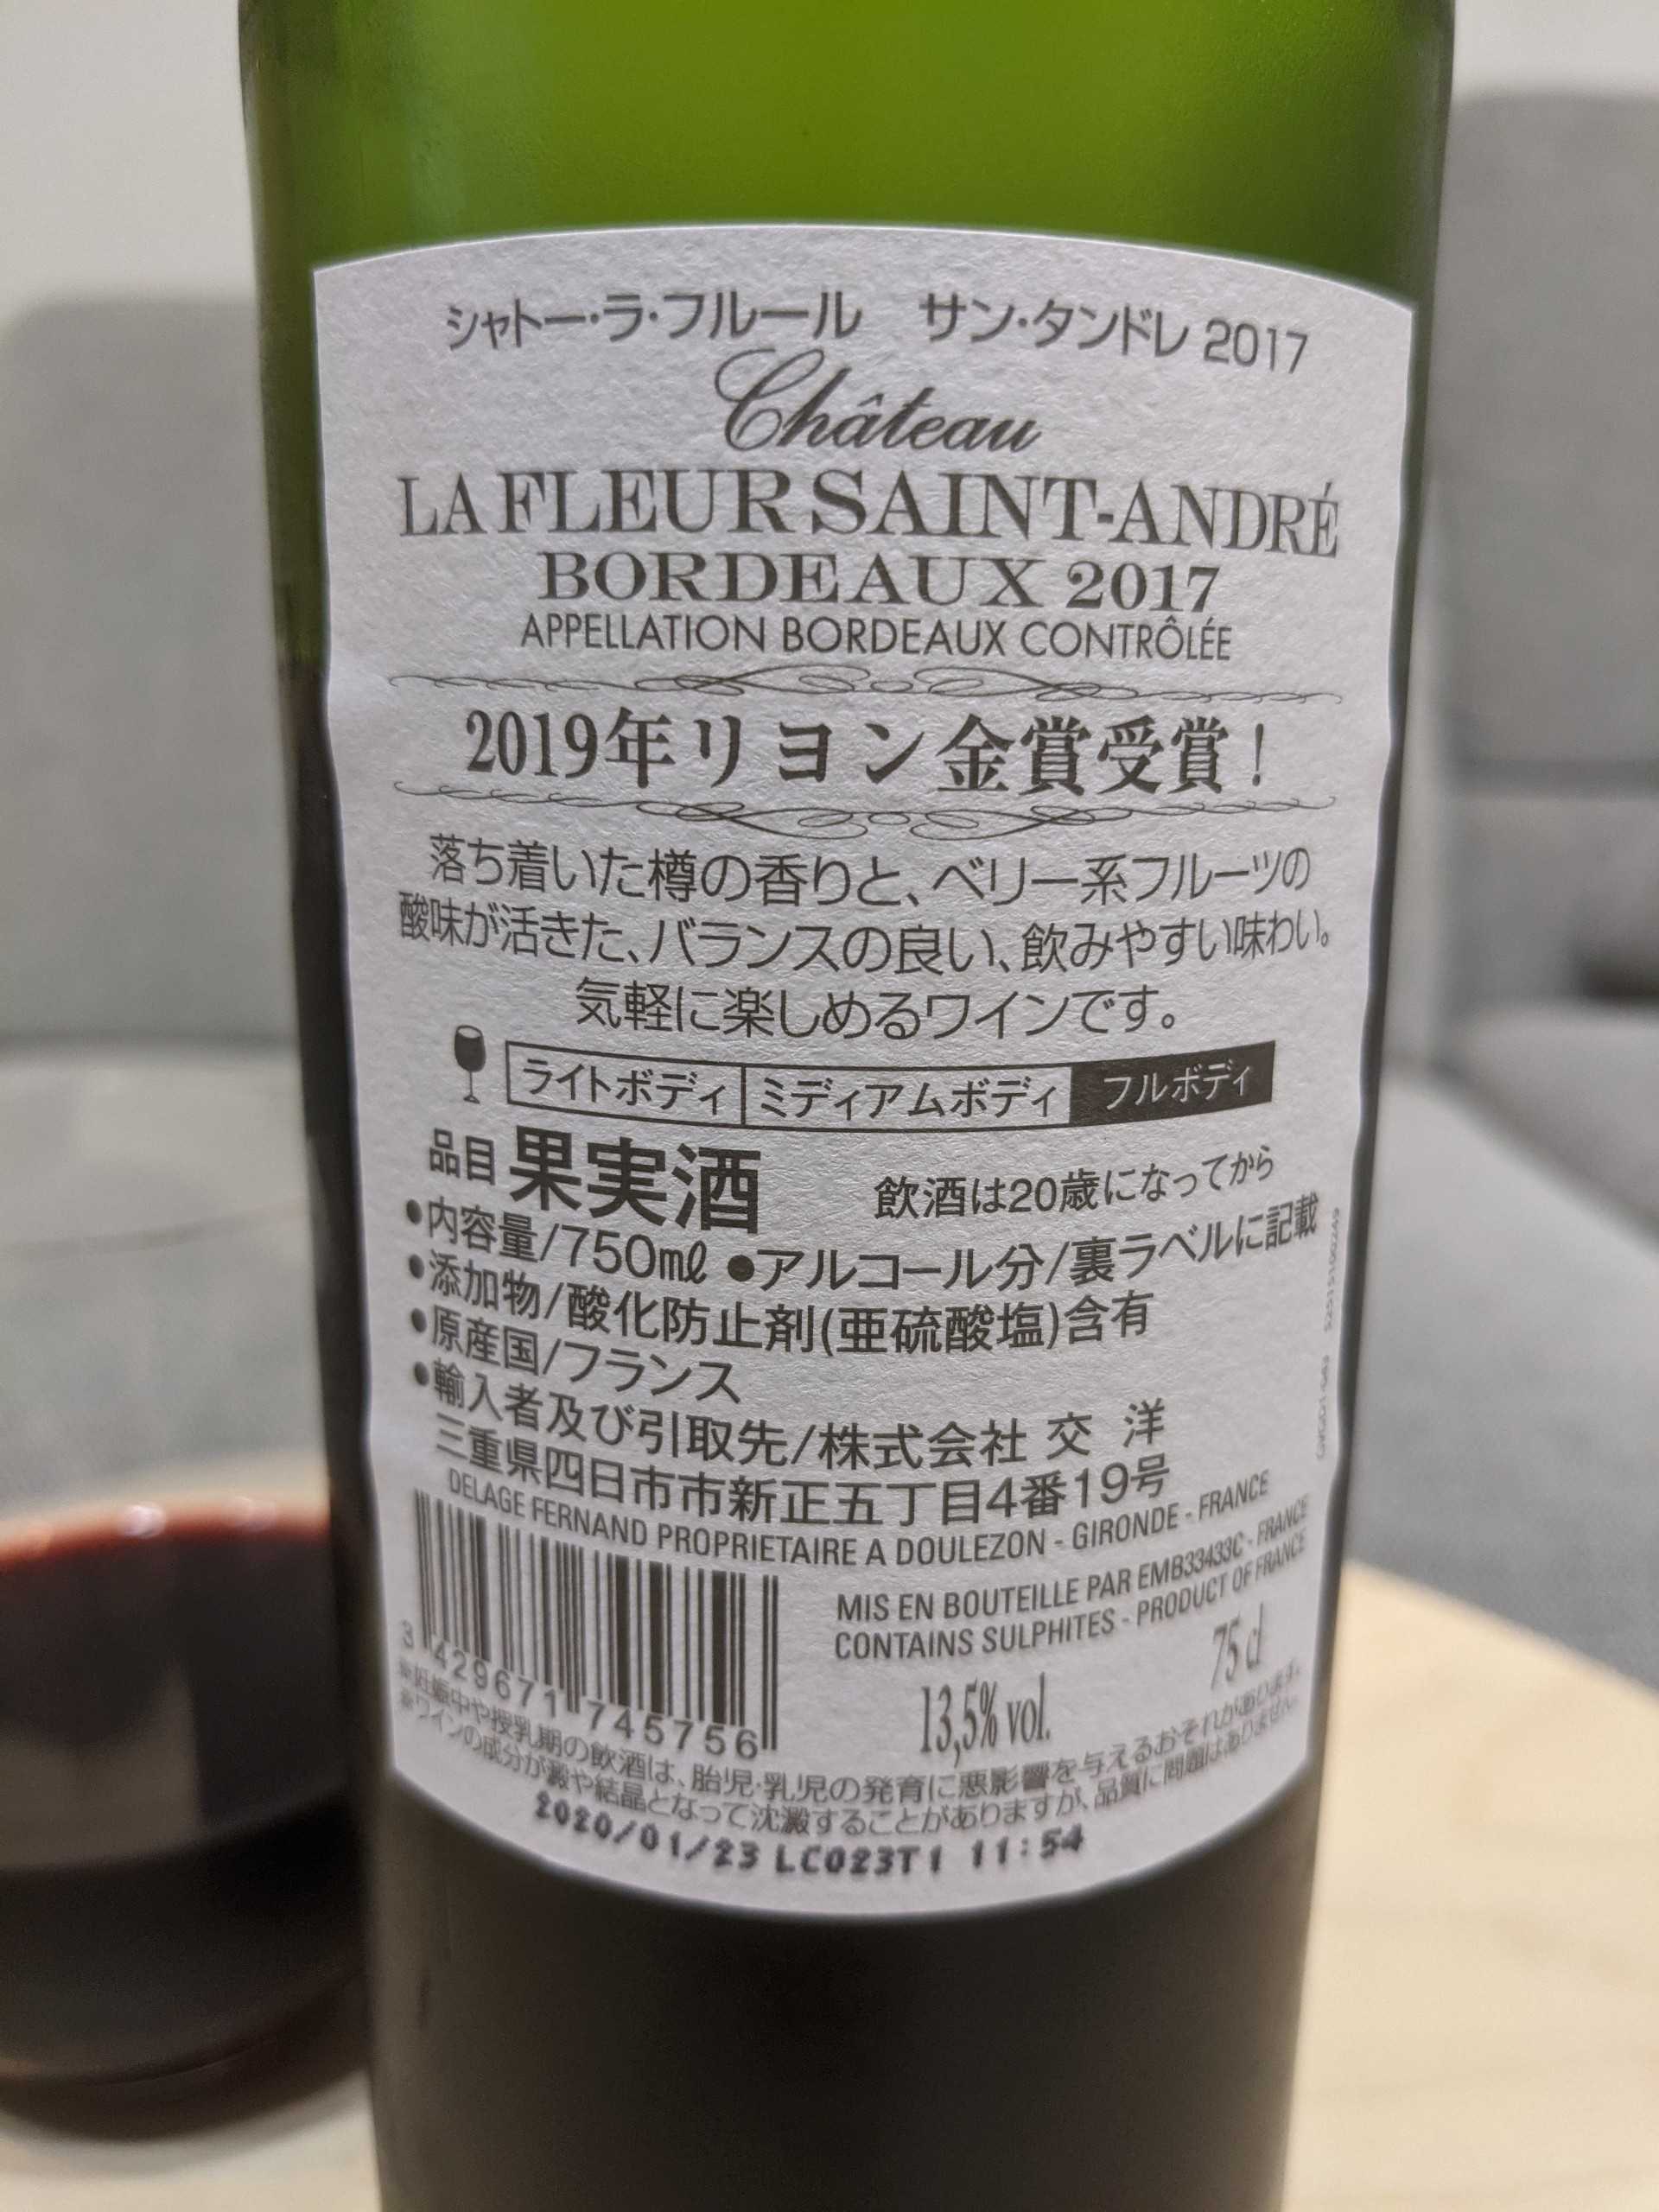 シャトー・ラ・フルール　サン・タンドレ 2017
Château
LA FLEUR SAINT-ANDRÉ
BORDEAUX 2017
APPELLATION BORDEAUX CONTRÔLÉE
2019年リヨン金賞受賞!
落ち着いた樽の香りと、ベリー系フルーツの
酸味が活きた、バランスの良い、飲みやすい味わい。
気軽に楽しめるワインです。
ライトボディ ミディアムボディ フルボディ
品目 果実酒 飲酒は20歳になってから
•内容量/750mℓ •アルコール分/裏ラベルに記載
•添加物/酸化防止剤(亜硫酸塩)含有
•原産国/フランス
•輸入者及び引取先/株式会社 交 洋
三重県四日市市新正五丁目4番19号
DELAGE FERNAND PROPRIETAIRE A DOULEZON - GIRONDE - FRANCE
MIS EN BOUTEILLE PAR EMB33433C - FRANCE
CONTAINS SULPHITES - PRODUCT OF FRANCE
13,5% vol. 75 cl
3 429671 745756
※妊娠中や授乳期の飲酒は、胎児・乳児の発育に悪影響を与えるおそれがあります。
※ワインの成分が澱や結晶となって沈澱することがありますが、品質に問題はありません。
2020/01/23 LC023T1 11:54